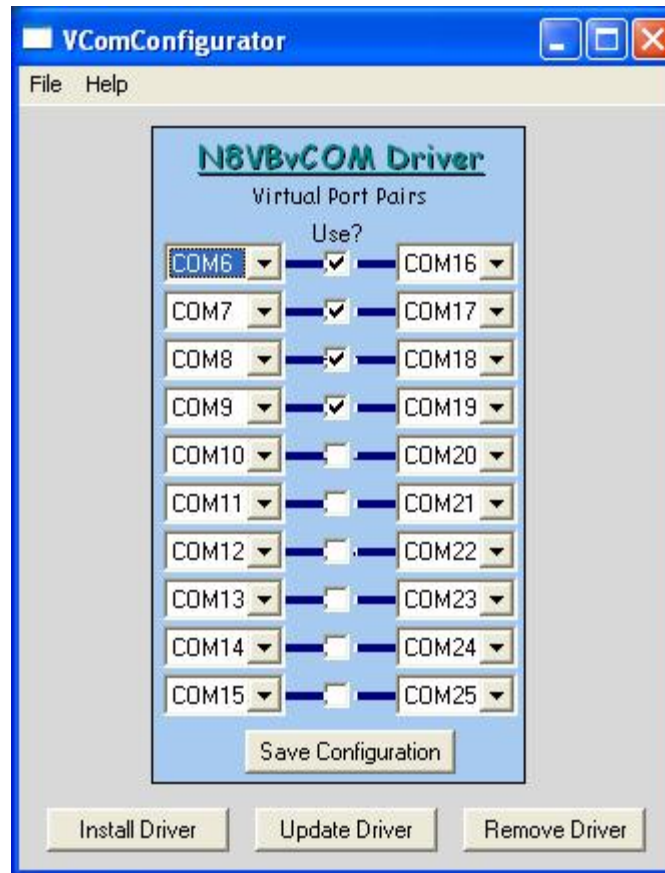 VComConfigurator
File Help
N8VBvCOM Driver
Virtual Port Pairs
Use?
COM6 COM16
COM7 COM17
COM8 COM18
COM9 COM19
COM10 COM20
COM11 COM21
COM12 COM22
COM13 COM23
COM14 COM24
COM15 COM25
Save Configuration
Install Driver Update Driver Remove Driver